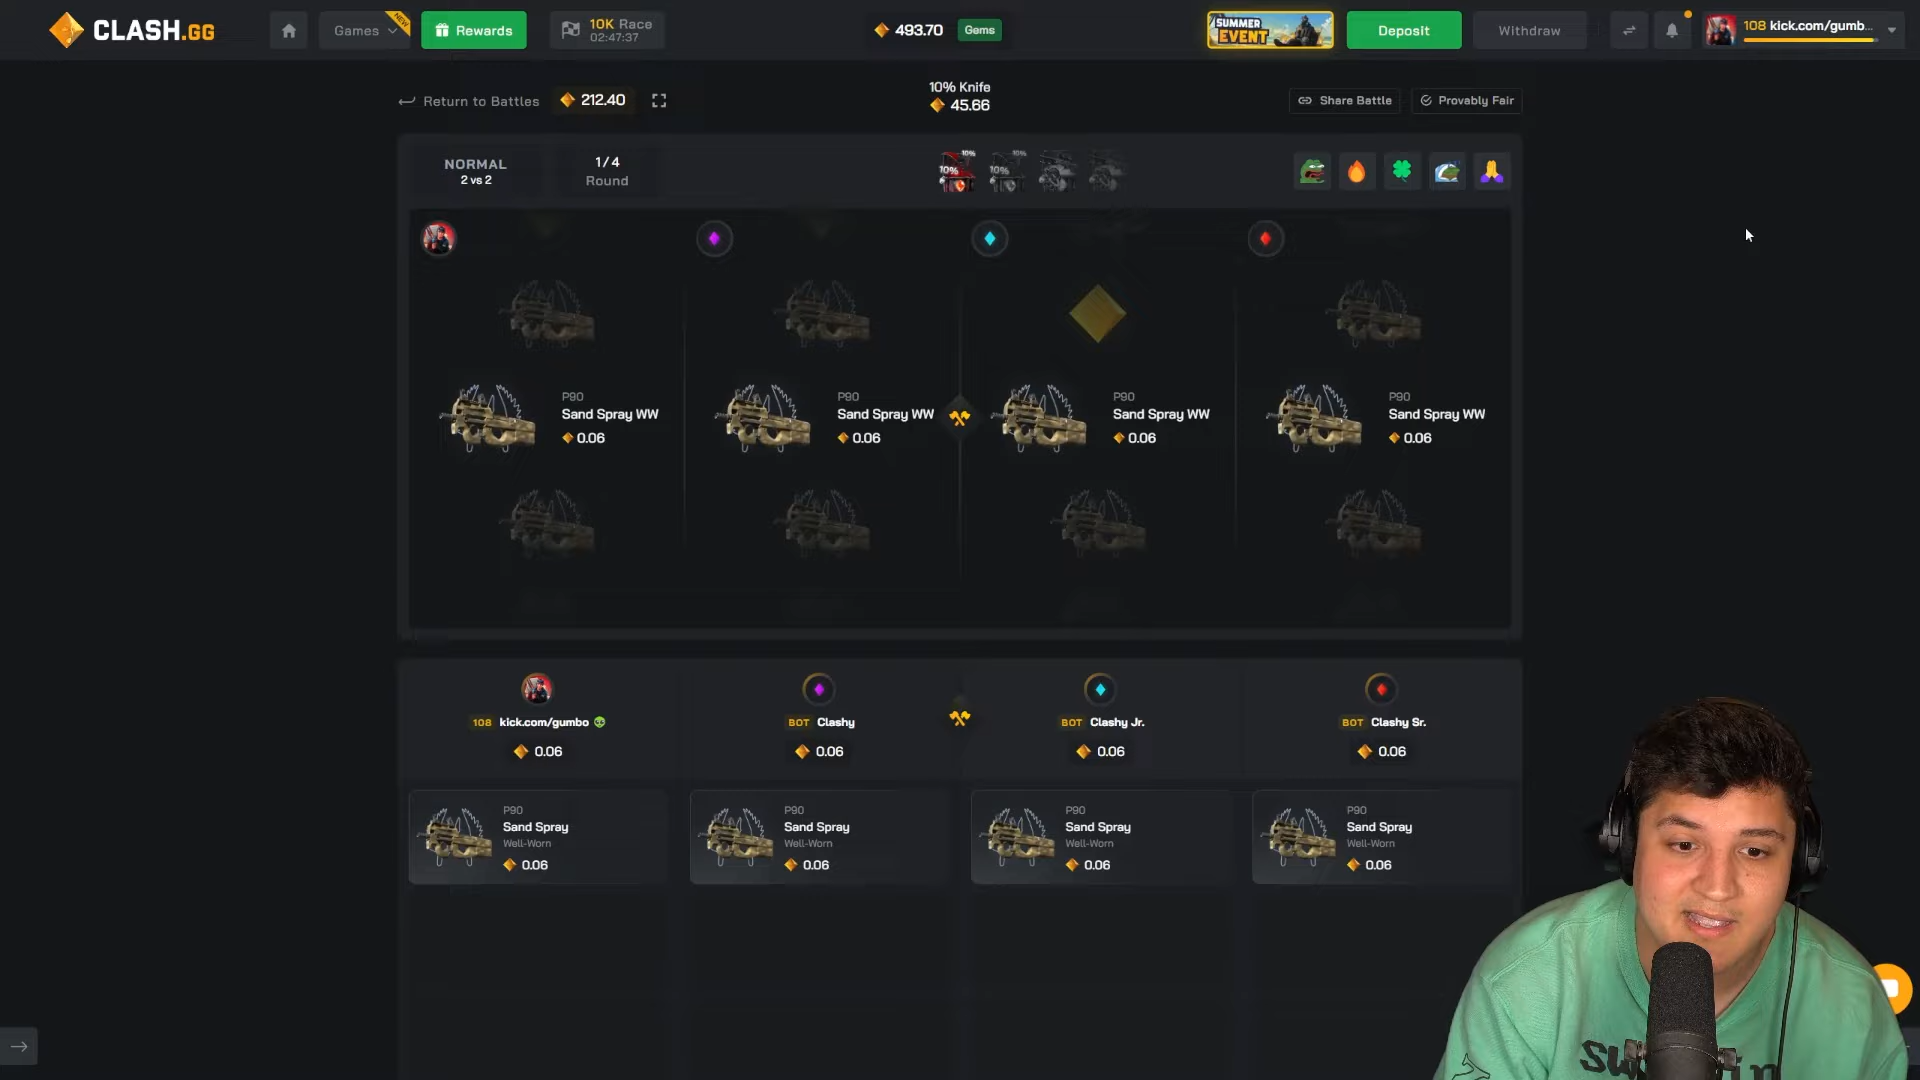 CLASH.GG
Games
NEW
Rewards
10K Race
02:47:37
493.70
Gems
SUMMER
EVENT
Deposit
Withdraw
108 kick.com/gumb...
Return to Battles
212.40
10% Knife
45.66
Share Battle
Provably Fair
NORMAL
2 vs 2
1/4
Round
10%
10%
10%
10%
P90
Sand Spray WW
0.06
P90
Sand Spray WW
0.06
P90
Sand Spray WW
0.06
P90
Sand Spray WW
0.06
108 kick.com/gumbo
0.06
BOT Clashy
0.06
BOT Clashy Jr.
0.06
BOT Clashy Sr.
0.06
P90
Sand Spray
Well-Worn
0.06
P90
Sand Spray
Well-Worn
0.06
P90
Sand Spray
Well-Worn
0.06
P90
Sand Spray
Well-Worn
0.06